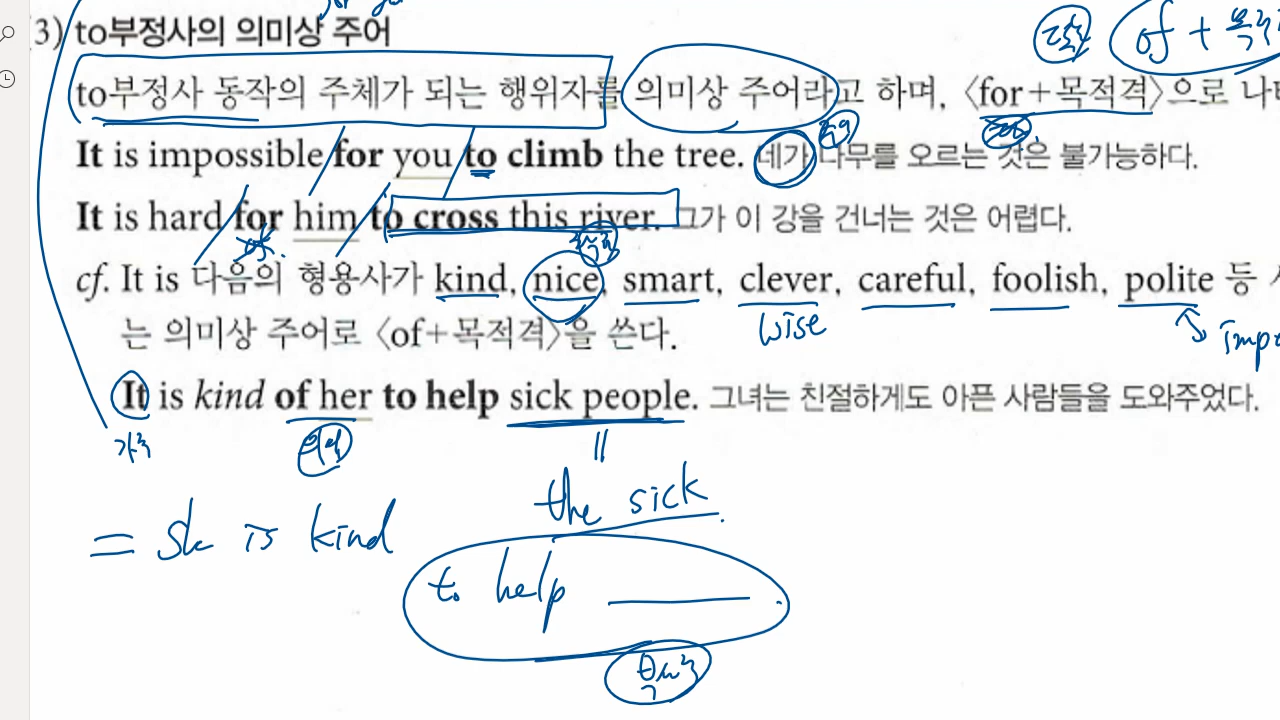 3) to부정사의 의미상 주어
of + 목적
to부정사 동작의 주체가 되는 행위자를 의미상 주어라고 하며, 〈for+목적격〉으로 나타
It is impossible for you to climb the tree. 네가 나무를 오르는 것은 불가능하다.
It is hard for him to cross this river. 그가 이 강을 건너는 것은 어렵다.
of
cf. It is 다음의 형용사가 kind, nice, smart, clever, careful, foolish, polite 등
wise
는 의미상 주어로 〈of+목적격〉을 쓴다.
It is kind of her to help sick people. 그녀는 친절하게도 아픈 사람들을 도와주었다.
가주
= the sick
= She is kind
to help ______.